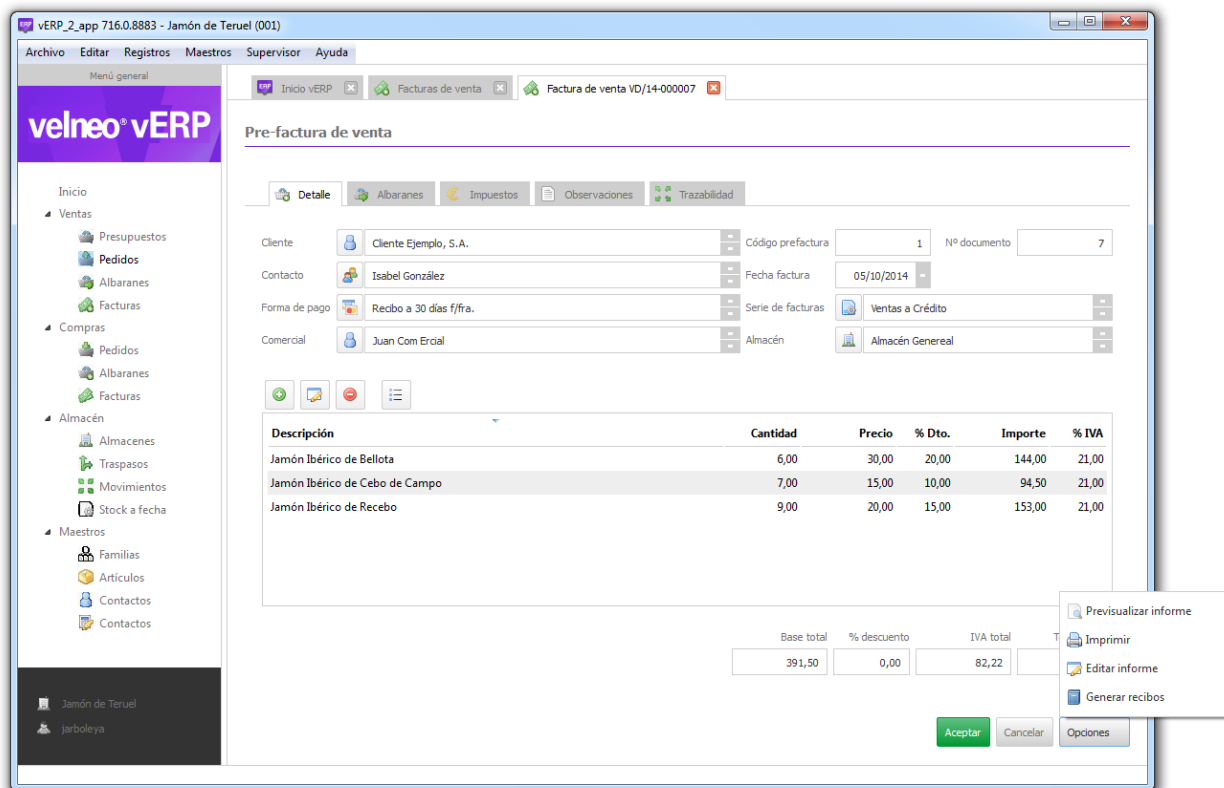 vERP_2_app 716.0.8883 - Jamón de Teruel (001)
Archivo Editar Registros Maestros Supervisor Ayuda
Menú general
velneo vERP
Inicio
Ventas
Presupuestos
Pedidos
Albaranes
Facturas
Compras
Pedidos
Albaranes
Facturas
Almacén
Almacenes
Traspasos
Movimientos
Stock a fecha
Maestros
Familias
Artículos
Contactos
Contactos
Jamón de Teruel
jarboleya
ERP Inicio vERP Facturas de venta Factura de venta VD/14-000007
Pre-factura de venta
Detalle Albaranes Impuestos Observaciones Trazabilidad
Cliente Cliente Ejemplo, S.A. Código prefactura 1 Nº documento 7
Contacto Isabel González Fecha factura 05/10/2014
Forma de pago Recibo a 30 días f/fra. Serie de facturas Ventas a Crédito
Comercial Juan Com Ercial Almacén Almacén Genereal
Descripción Cantidad Precio % Dto. Importe % IVA
Jamón Ibérico de Bellota 6,00 30,00 20,00 144,00 21,00
Jamón Ibérico de Cebo de Campo 7,00 15,00 10,00 94,50 21,00
Jamón Ibérico de Recebo 9,00 20,00 15,00 153,00 21,00
Base total % descuento IVA total
391,50 0,00 82,22
Previsualizar informe
Imprimir
Editar informe
Generar recibos
Aceptar Cancelar Opciones